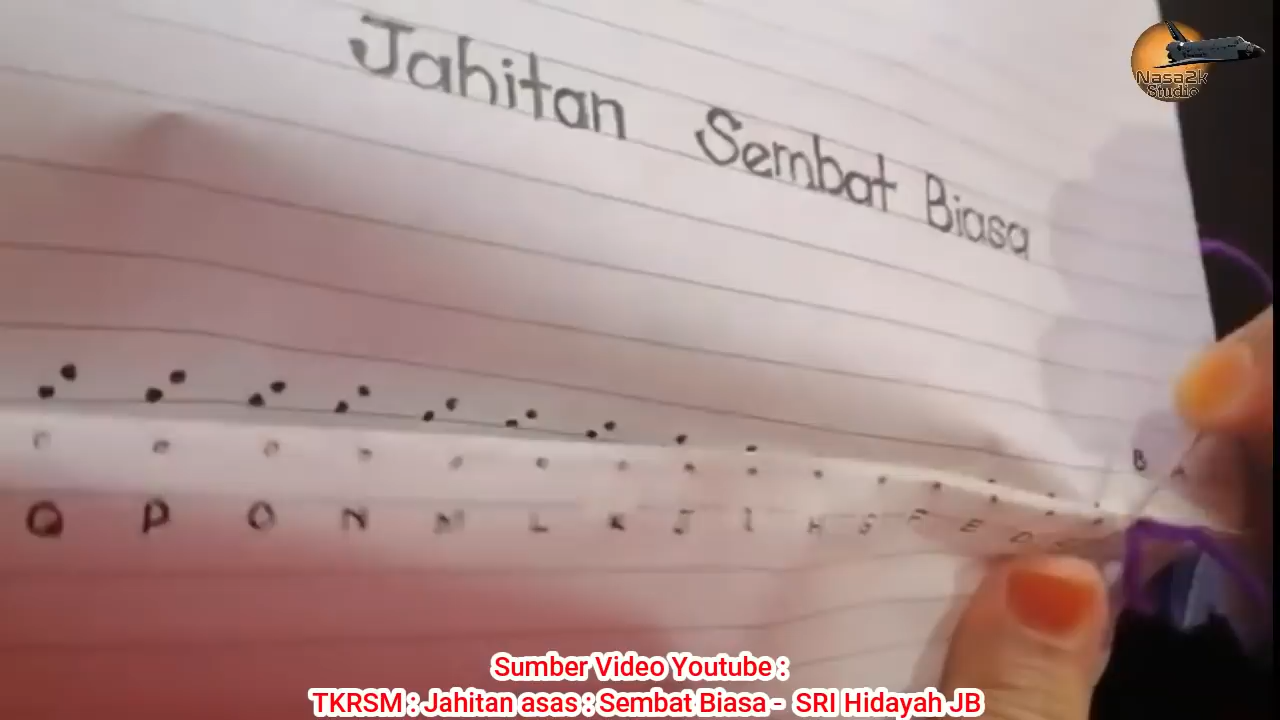 Nasa2k
Studio
Jahitan Sembat Biasa
B A
Q P O N M L K J I H G F E D C
Sumber Video Youtube :
TKRSM : Jahitan asas : Sembat Biasa - SRI Hidayah JB